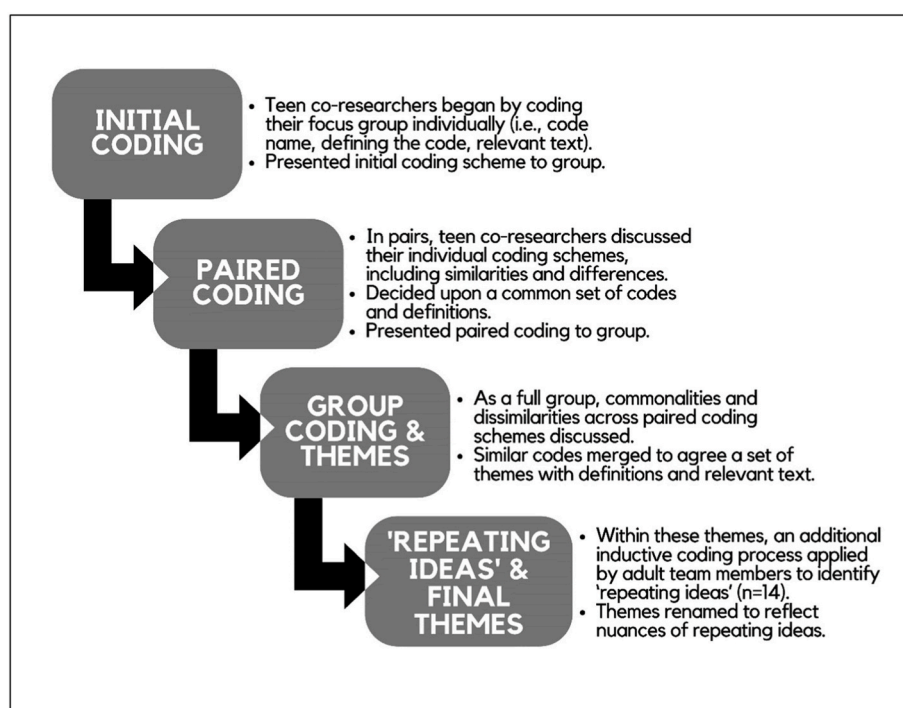 INITIAL
CODING
• Teen co-researchers began by coding
their focus group individually (i.e., code
name, defining the code, relevant text).
• Presented initial coding scheme to group.
PAIRED
CODING
• In pairs, teen co-researchers discussed
their individual coding schemes,
including similarities and differences.
• Decided upon a common set of codes
and definitions.
• Presented paired coding to group.
GROUP
CODING &
THEMES
• As a full group, commonalities and
dissimilarities across paired coding
schemes discussed.
• Similar codes merged to agree a set of
themes with definitions and relevant text.
'REPEATING
IDEAS' &
FINAL
THEMES
• Within these themes, an additional
inductive coding process applied
by adult team members to identify
'repeating ideas' (n=14).
• Themes renamed to reflect
nuances of repeating ideas.